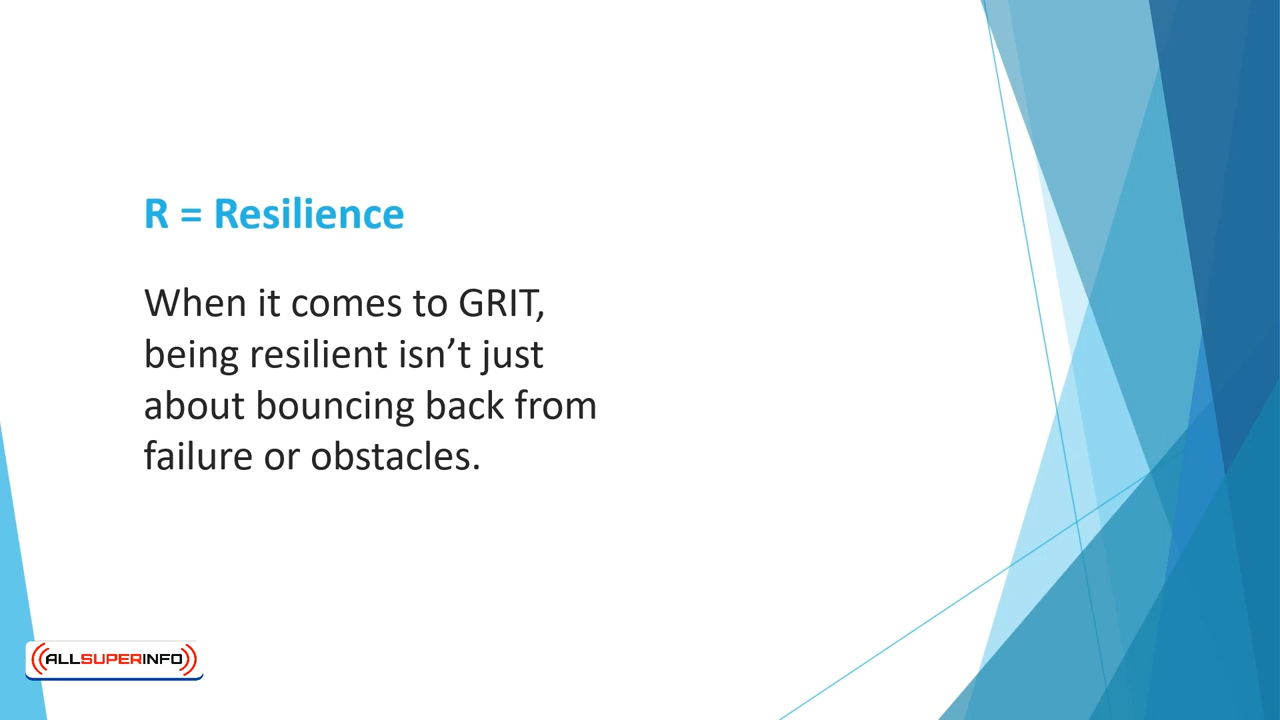 R = Resilience
When it comes to GRIT,
being resilient isn’t just
about bouncing back from
failure or obstacles.
ALLSUPERINFO